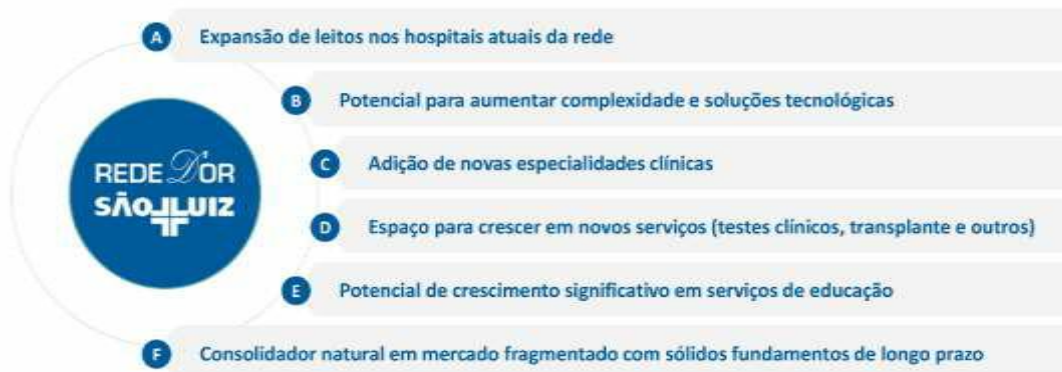 A Expansão de leitos nos hospitais atuais da rede
B Potencial para aumentar complexidade e soluções tecnológicas
REDE D'OR
SÃO LUIZ
C Adição de novas especialidades clínicas
D Espaço para crescer em novos serviços (testes clínicos, transplante e outros)
E Potencial de crescimento significativo em serviços de educação
F Consolidador natural em mercado fragmentado com sólidos fundamentos de longo prazo